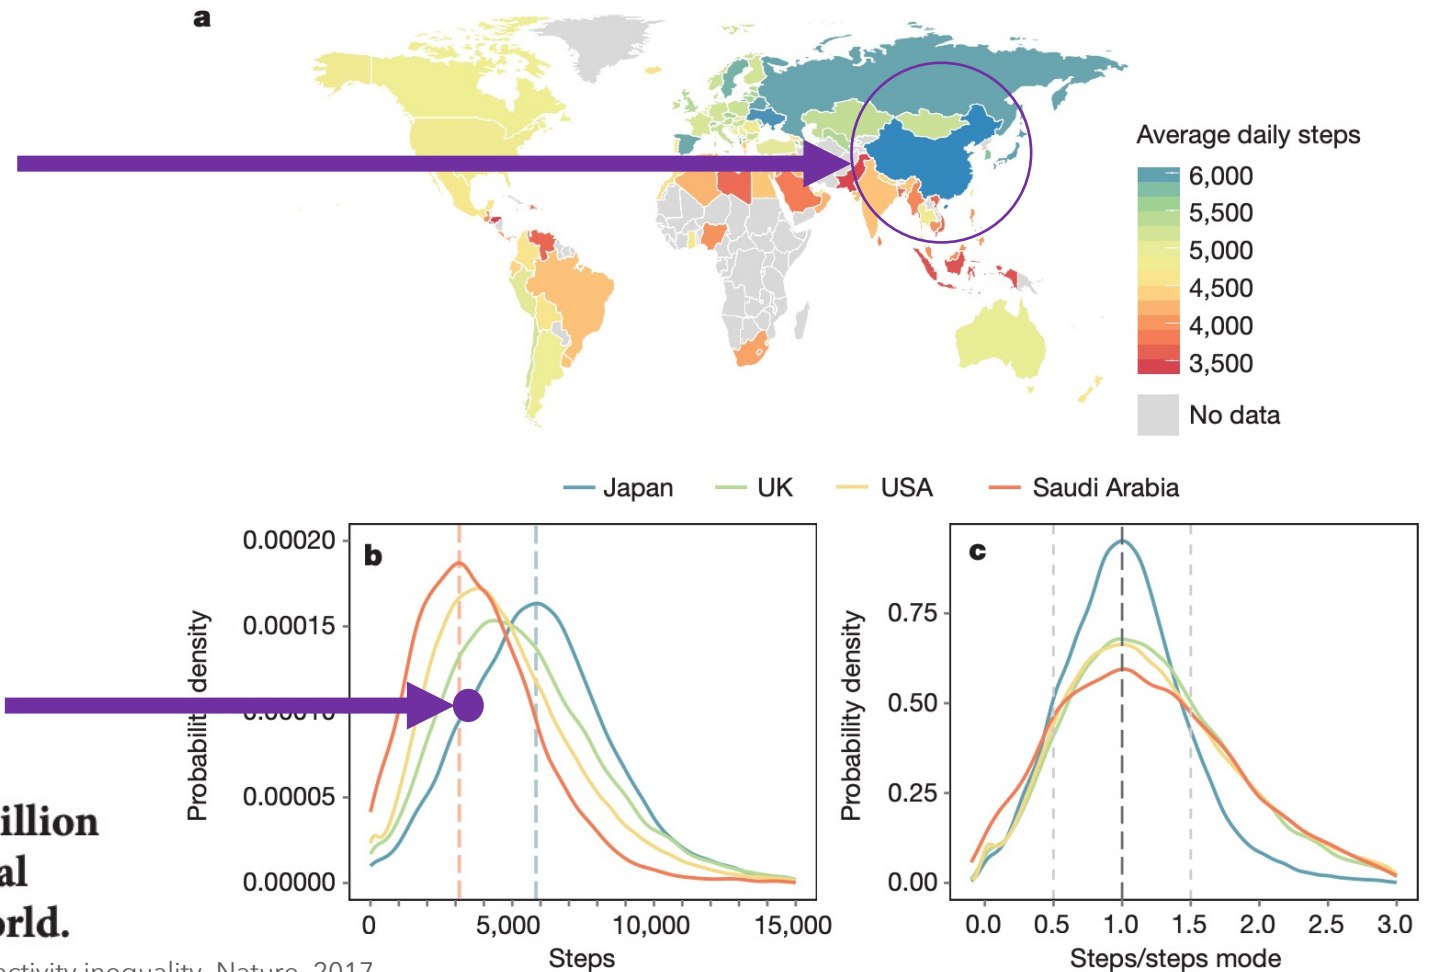 a
Average daily steps
6,000
5,500
5,000
4,500
4,000
3,500
No data
Japan UK USA Saudi Arabia
b
Probability density
0.00020
0.00015
0.00005
0.00000
0 5,000 10,000 15,000
Steps
c
Probability density
0.75
0.50
0.25
0.00
0.0 0.5 1.0 1.5 2.0 2.5 3.0
Steps/steps mode
illion
al
orld.
activity inequality. Nature. 2017